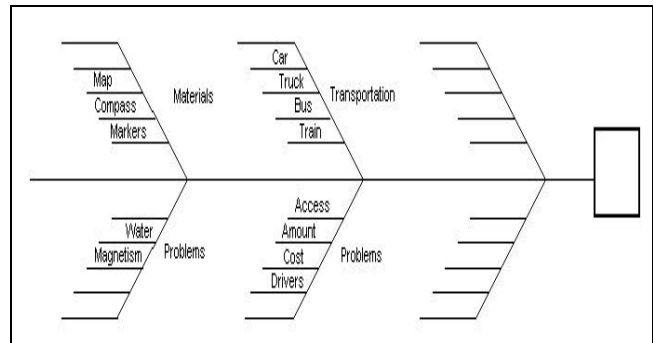 Map
Compass
Markers
Materials
Car
Truck
Bus
Train
Transportation
Water
Magnetism
Problems
Access
Amount
Cost
Drivers
Problems